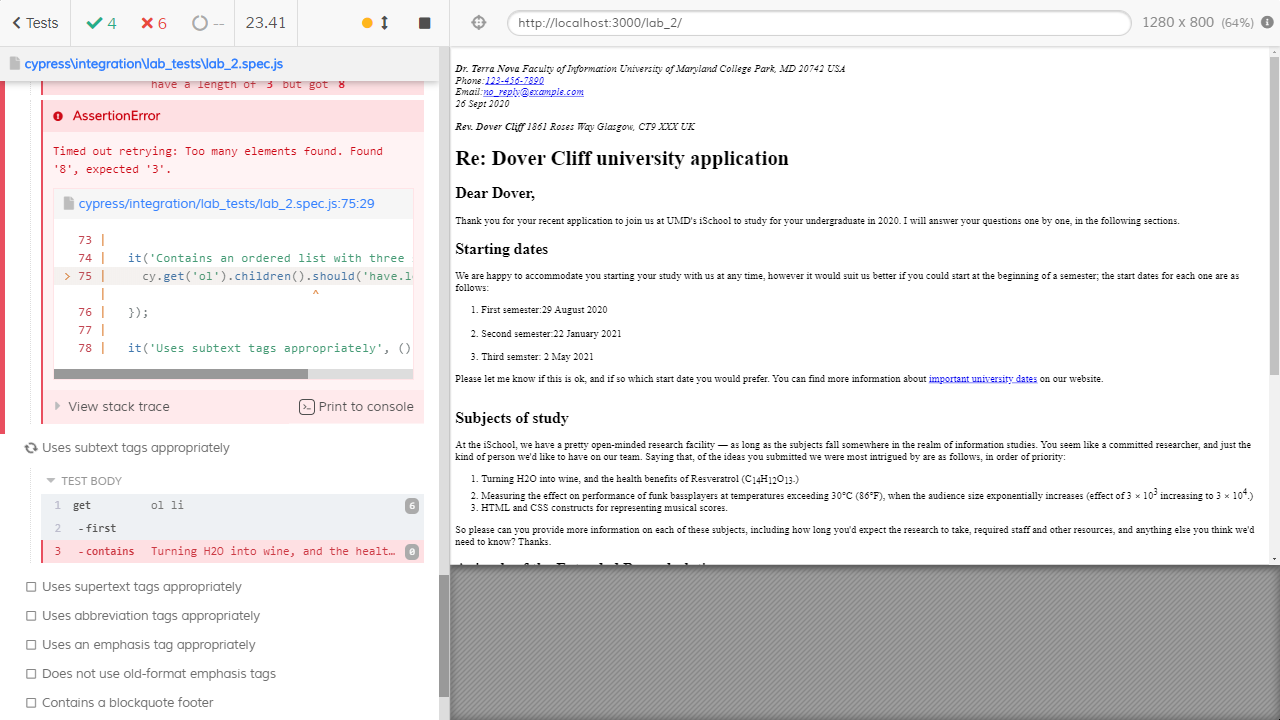 Tests
4
6
--
23.41
http://localhost:3000/lab_2/
1280 x 800 (64%)
cypress\integration\lab_tests\lab_2.spec.js
have a length of 3 but got 8
AssertionError
Timed out retrying: Too many elements found. Found
'8', expected '3'.
cypress/integration/lab_tests/lab_2.spec.js:75:29
73 |
74 | it('Contains an ordered list with three
> 75 | cy.get('ol').children().should('have.l
| ^
76 | });
77 |
78 | it('Uses subtext tags appropriately', ()
View stack trace
Print to console
Uses subtext tags appropriately
TEST BODY
1 get ol li 6
2 -first
3 -contains Turning H2O into wine, and the healt... 0
Uses supertext tags appropriately
Uses abbreviation tags appropriately
Uses an emphasis tag appropriately
Does not use old-format emphasis tags
Contains a blockquote footer
Dr. Terra Nova Faculty of Information University of Maryland College Park, MD 20742 USA
Phone:123-456-7890
Email:no_reply@example.com
26 Sept 2020
Rev. Dover Cliff 1861 Roses Way Glasgow, CT9 XXX UK
Re: Dover Cliff university application
Dear Dover,
Thank you for your recent application to join us at UMD's iSchool to study for your undergraduate in 2020. I will answer your questions one by one, in the following sections.
Starting dates
We are happy to accommodate you starting your study with us at any time, however it would suit us better if you could start at the beginning of a semester; the start dates for each one are as
follows:
1. First semester:29 August 2020
2. Second semester:22 January 2021
3. Third semster: 2 May 2021
Please let me know if this is ok, and if so which start date you would prefer. You can find more information about important university dates on our website.
Subjects of study
At the iSchool, we have a pretty open-minded research facility — as long as the subjects fall somewhere in the realm of information studies. You seem like a committed researcher, and just the
kind of person we'd like to have on our team. Saying that, of the ideas you submitted we were most intrigued by are as follows, in order of priority:
1. Turning H2O into wine, and the health benefits of Resveratrol (C14H12O13.)
2. Measuring the effect on performance of funk bassplayers at temperatures exceeding 30°C (86°F), when the audience size exponentially increases (effect of 3 × 10³ increasing to 3 × 10⁴.)
3. HTML and CSS constructs for representing musical scores.
So please can you provide more information on each of these subjects, including how long you'd expect the research to take, required staff and other resources, and anything else you think we'd
need to know? Thanks.